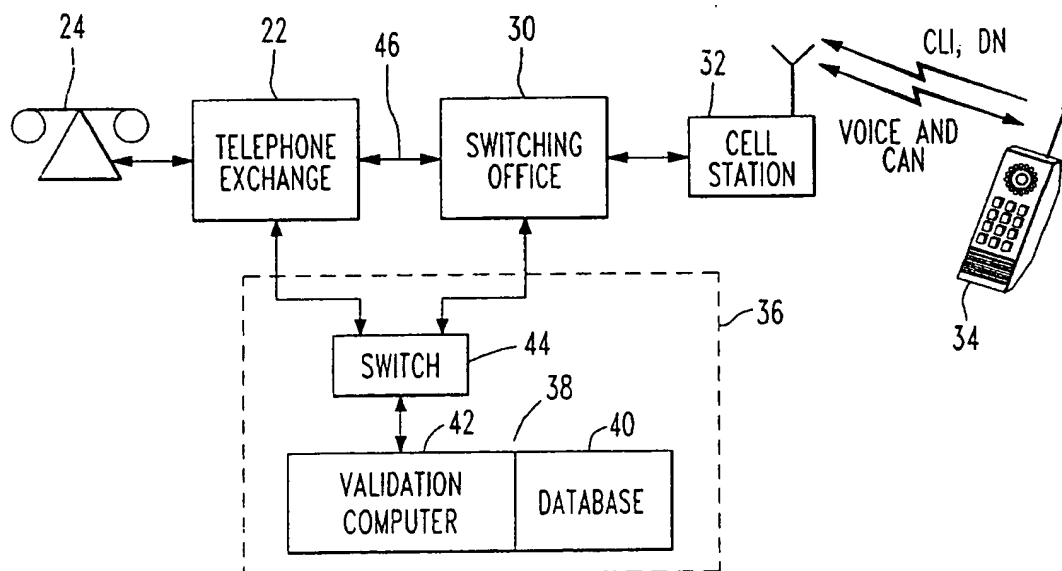 24
22
46
30
32
CLI, DN
TELEPHONE
EXCHANGE
SWITCHING
OFFICE
CELL
STATION
VOICE AND
CAN
34
36
SWITCH
44
38
42
40
VALIDATION
COMPUTER
DATABASE